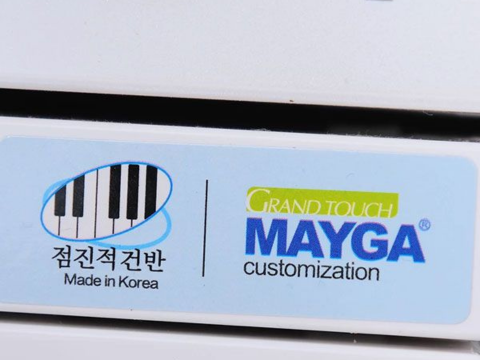 점진적건반
Made in Korea
GRAND TOUCH
MAYGA®
customization